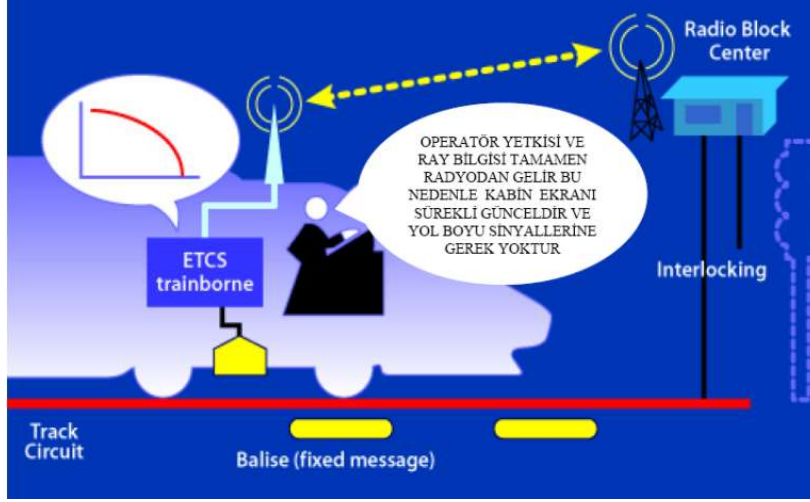 Radio Block
Center
OPERATÖR YETKİSİ VE
RAY BİLGİSİ TAMAMEN
RADYODAN GELİR BU
NEDENLE KABİN EKRANI
SÜREKLİ GÜNCELDİR VE
YOL BOYU SİNYALLERİNE
GEREK YOKTUR
ETCS
trainborne
Interlocking
Track
Circuit
Balise (fixed message)